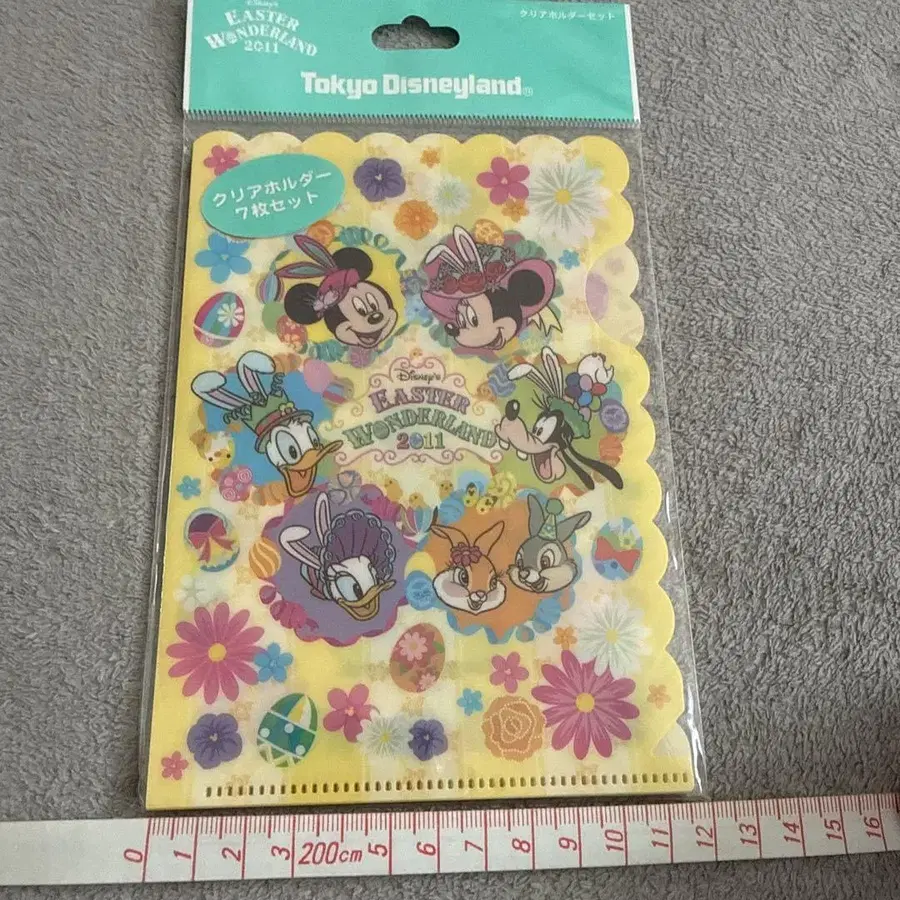 Disney's
EASTER
WONDERLAND
2011
クリアホルダーセット
Tokyo Disneyland®
クリアホルダー
7枚セット
Disney's
EASTER
WONDERLAND
2011
0 1 2 3 200cm 5 6 7 8 9 10 11 12 13 14 15 16